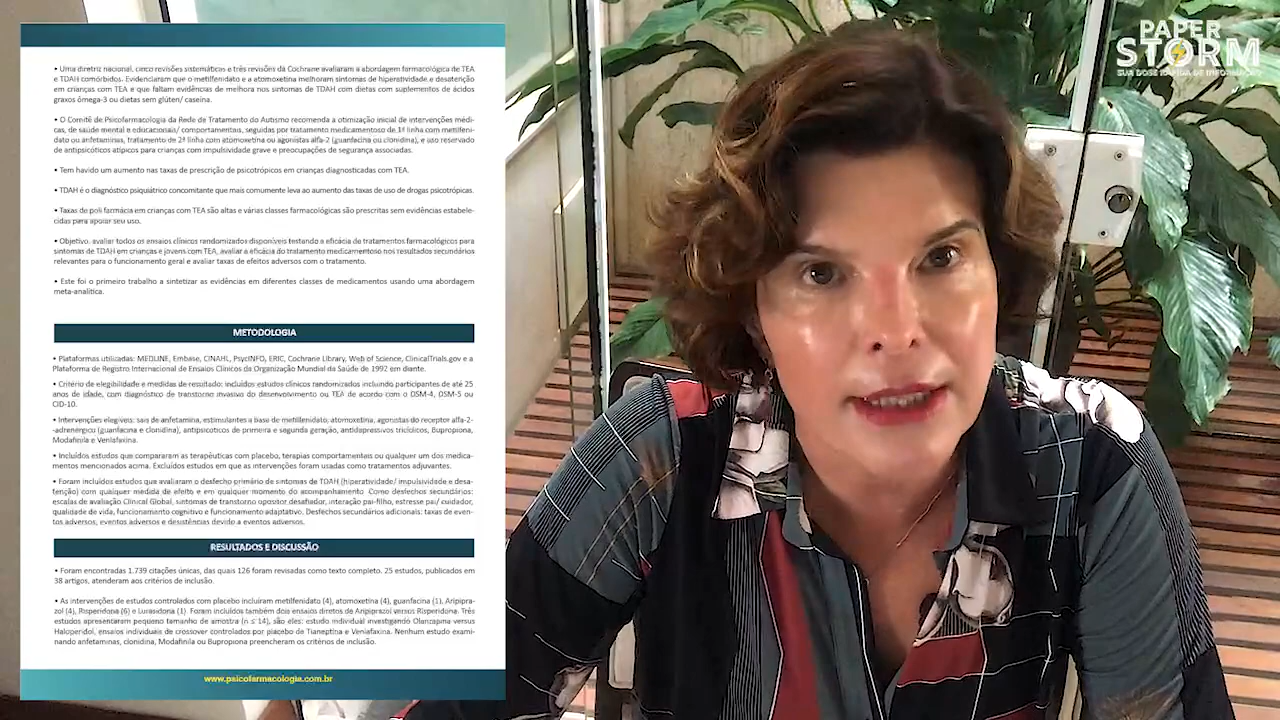 PAPER
STORM
SUA DOSE RÁPIDA DE INFORMAÇÃO
• Uma diretriz nacional, cinco revisões sistemáticas e três revisões da Cochrane avaliaram a abordagem farmacológica de TEA
e TDAH comórbidos. Evidenciaram que o metilfenidato e a atomoxetina melhoram sintomas de hiperatividade e desatenção
em crianças com TEA e que faltam evidências de melhora nos sintomas de TDAH com dietas com suplementos de ácidos
graxos ômega-3 ou dietas sem glúten/ caseína.
• O Comitê de Psicofarmacologia da Rede de Tratamento do Autismo recomenda a otimização inicial de intervenções médi-
cas, de saúde mental e educacionais/ comportamentais, seguidas por tratamento medicamentoso de 1ª linha com metilfeni-
dato ou anfetaminas, tratamento de 2ª linha com atomoxetina ou agonistas alfa-2 (guanfacina ou clonidina), e uso reservado
de antipsicóticos atípicos para crianças com impulsividade grave e preocupações de segurança associadas.
• Tem havido um aumento nas taxas de prescrição de psicotrópicos em crianças diagnosticadas com TEA.
• TDAH é o diagnóstico psiquiátrico concomitante que mais comumente leva ao aumento das taxas de uso de drogas psicotrópicas.
• Taxas de poli farmácia em crianças com TEA são altas e várias classes farmacológicas são prescritas sem evidências estabele-
cidas para apoiar seu uso.
• Objetivo: avaliar todos os ensaios clínicos randomizados disponíveis testando a eficácia de tratamentos farmacológicos para
sintomas de TDAH em crianças e jovens com TEA, avaliar a eficácia do tratamento medicamentoso nos resultados secundários
relevantes para o funcionamento geral e avaliar taxas de efeitos adversos com o tratamento.
• Este foi o primeiro trabalho a sintetizar as evidências em diferentes classes de medicamentos usando uma abordagem
meta-analítica.
METODOLOGIA
• Plataformas utilizadas: MEDLINE, Embase, CINAHL, PsycINFO, ERIC, Cochrane Library, Web of Science, ClinicalTrials.gov e a
Plataforma de Registro Internacional de Ensaios Clínicos da Organização Mundial da Saúde de 1992 em diante.
• Critério de elegibilidade e medidas de resultado: incluídos estudos clínicos randomizados incluindo participantes de até 25
anos de idade, com diagnóstico de transtorno invasivo do desenvolvimento ou TEA de acordo com o DSM-4, DSM-5 ou
CID-10.
• Intervenções elegíveis: sais de anfetamina, estimulantes a base de metilfenidato, atomoxetina, agonistas do receptor alfa-2-
-adrenérgico (guanfacina e clonidina), antipsicóticos de primeira e segunda geração, antidepressivos tricíclicos, Bupropiona,
Modafinila e Venlafaxina.
• Incluídos estudos que compararam as terapêuticas com placebo, terapias comportamentos ou qualquer um dos medica-
mentos mencionados acima. Excluídos estudos em que as intervenções foram usadas como tratamentos adjuvantes.
• Foram incluídos estudos que avaliaram o desfecho primário de sintomas de TDAH (hiperatividade/ impulsividade e desa-
tenção) com qualquer medida de efeito e em qualquer momento do acompanhamento. Como desfechos secundários:
escalas de avaliação Clinical Global, sintomas de transtorno opositor desafiador, interação pai-filho, estresse pai/ cuidador,
qualidade de vida, funcionamento cognitivo e funcionamento adaptativo. Desfechos secundários adicionais: taxas de even-
tos adversos, eventos adversos e desistências devido a eventos adversos.
RESULTADOS E DISCUSSÃO
• Foram encontradas 1.739 citações únicas, das quais 126 foram revisadas como texto completo. 25 estudos, publicados em
38 artigos, atenderam aos critérios de inclusão.
• As intervenções de estudos controlados com placebo incluíram metilfenidato (4), atomoxetina (4), guanfacina (1), Aripipra-
zol (4), Risperidona (6) e Lurasidona (1). Foram incluídos também dois ensaios diretos de Aripiprazol versus Risperidona. Três
estudos apresentaram pequeno tamanho de amostra (n ≤ 14), são eles: estudo individual investigando Olanzapina versus
Haloperidol, ensaios individuais de crossover controlados por placebo de Tianeptina e Venlafaxina. Nenhum estudo exami-
nando anfetaminas, clonidina, Modafinila ou Bupropiona preencheram os critérios de inclusão.
www.psicofarmacologia.com.br